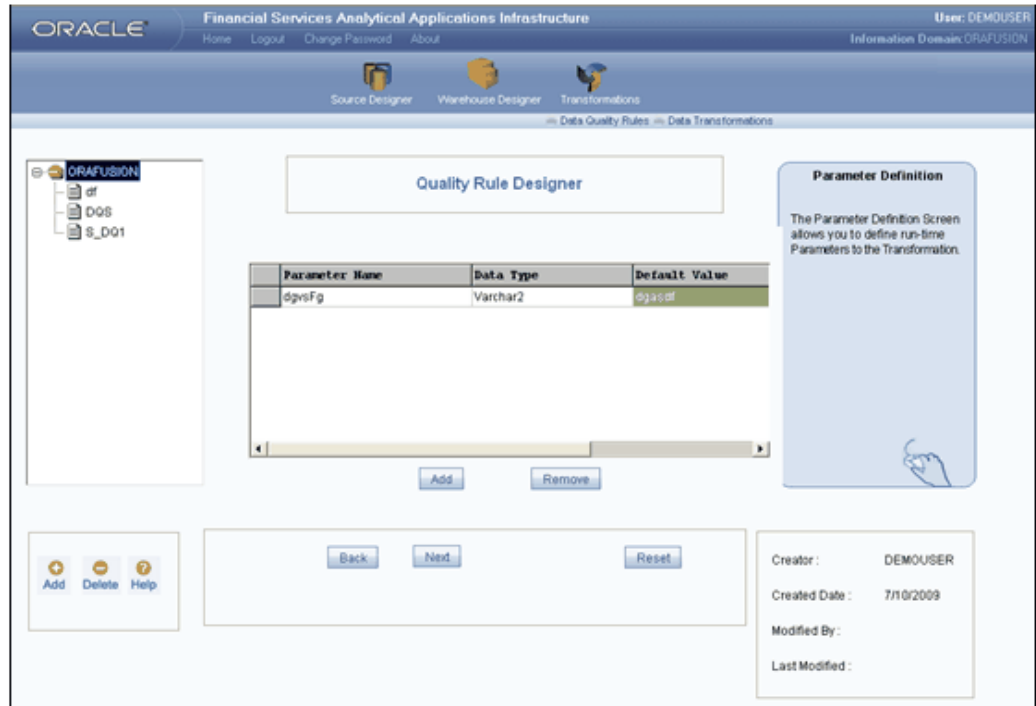 ORACLE
Financial Services Analytical Applications Infrastructure
User: DEMOUSER
Home Logout Change Password About
Information Domain:ORAFUSION
Source Designer Warehouse Designer Transformations
Data Quality Rules Data Transformations
ORAFUSION
df
DQS
S_DQ1
Quality Rule Designer
Parameter Name Data Type Default Value
dgvsFg Varchar2 dgasdf
Add Remove
Parameter Definition
The Parameter Definition Screen
allows you to define run-time
Parameters to the Transformation.
Add Delete Help
Back Next Reset
Creator : DEMOUSER
Created Date : 7/10/2009
Modified By :
Last Modified :